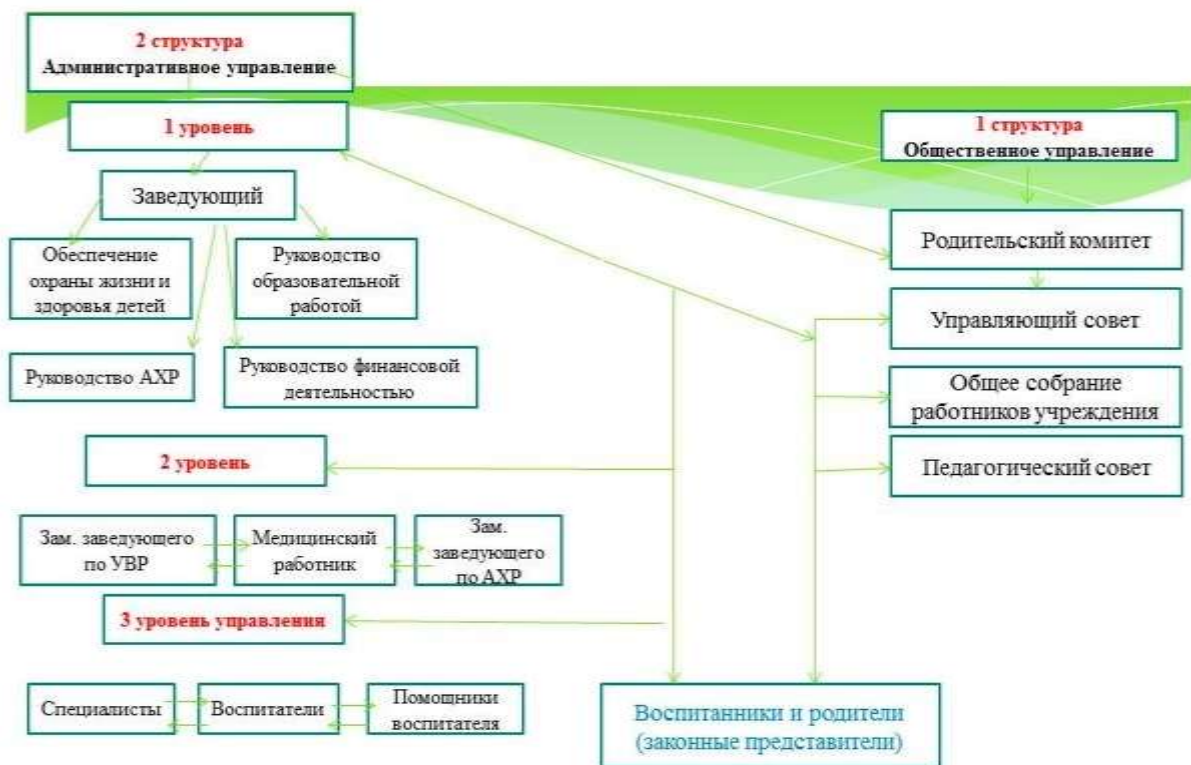 2 структура
Административное управление
1 уровень
1 структура
Общественное управление
Заведующий
Обеспечение
охраны жизни и
здоровья детей
Руководство
образовательной
работой
Родительский комитет
Управляющий совет
Руководство АХР
Руководство финансовой
деятельностью
Общее собрание
работников учреждения
2 уровень
Педагогический совет
Зам. заведующего
по УВР
Медицинский
работник
Зам.
заведующего
по АХР
3 уровень управления
Специалисты
Воспитатели
Помощники
воспитателя
Воспитанники и родители
(законные представители)